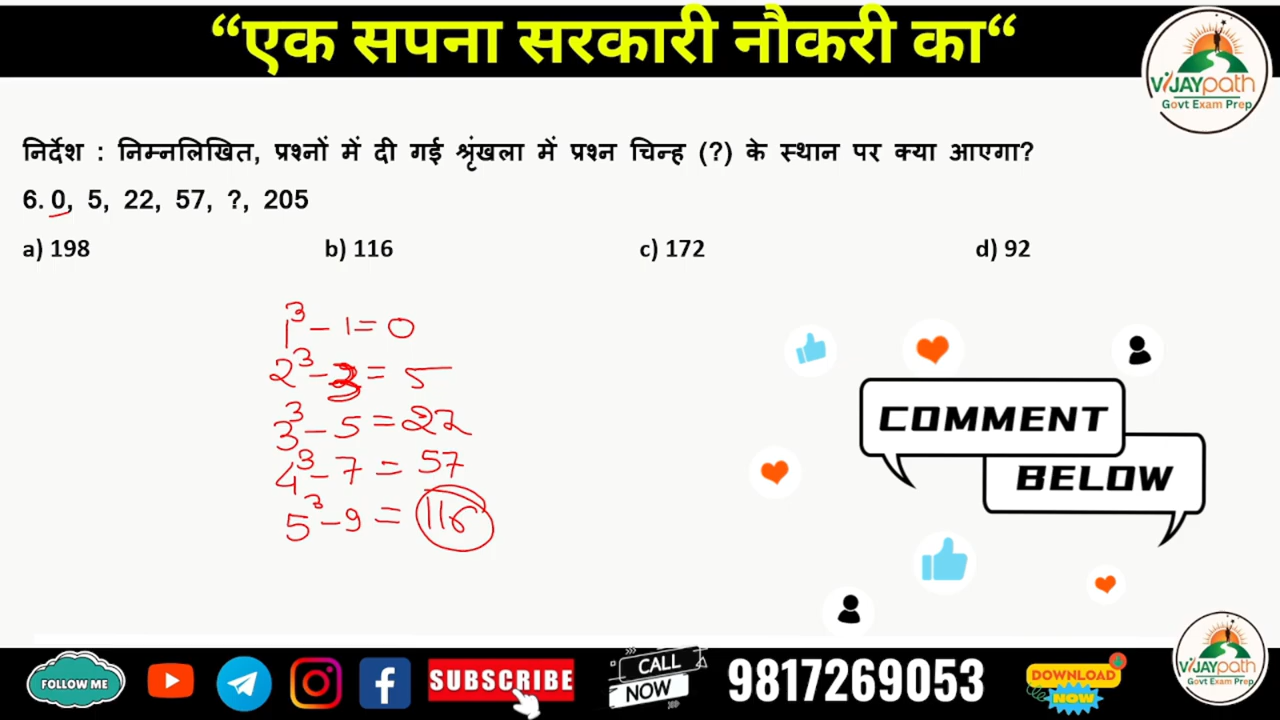 “एक सपना सरकारी नौकरी का“
VIJAYpath
Govt Exam Prep
निर्देश : निम्नलिखित, प्रश्नों में दी गई श्रृंखला में प्रश्न चिन्ह (?) के स्थान पर क्या आएगा?
6. 0, 5, 22, 57, ?, 205
a) 198 b) 116 c) 172 d) 92
1³ – 1 = 0
2³ – 3 = 5
3³ – 5 = 22
4³ – 7 = 57
5³ – 9 = 116
COMMENT
BELOW
VIJAYpath
Govt Exam Prep
FOLLOW ME
SUBSCRIBE
CALL
NOW
9817269053
DOWNLOAD
NOW